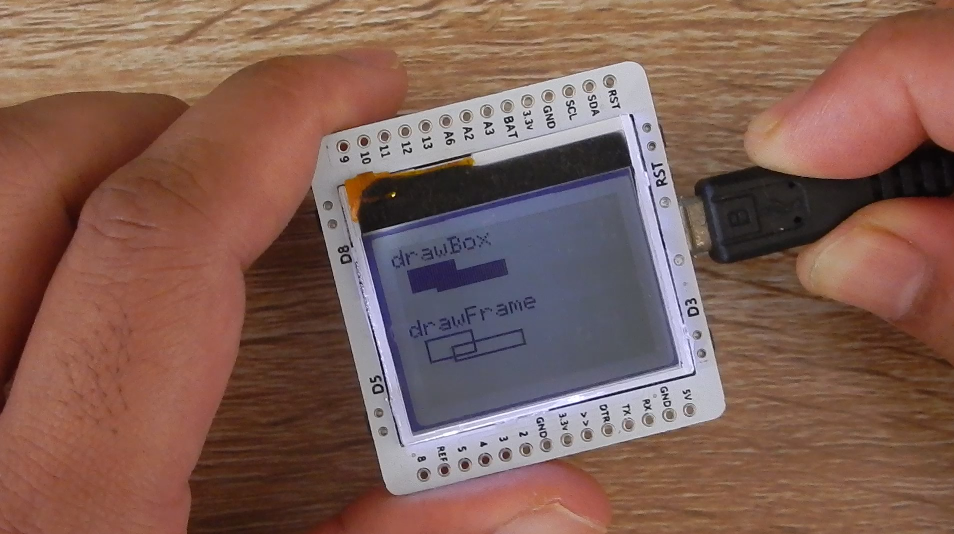 9 10 11 12 13 A6 A2 A3 BAT 3.3v GND SCL SDA RST
RST
D8
drawBox
drawFrame
D3
D5
8 REF 5 4 3 2 GND 3.3v >> DTR TX RX GND 5V